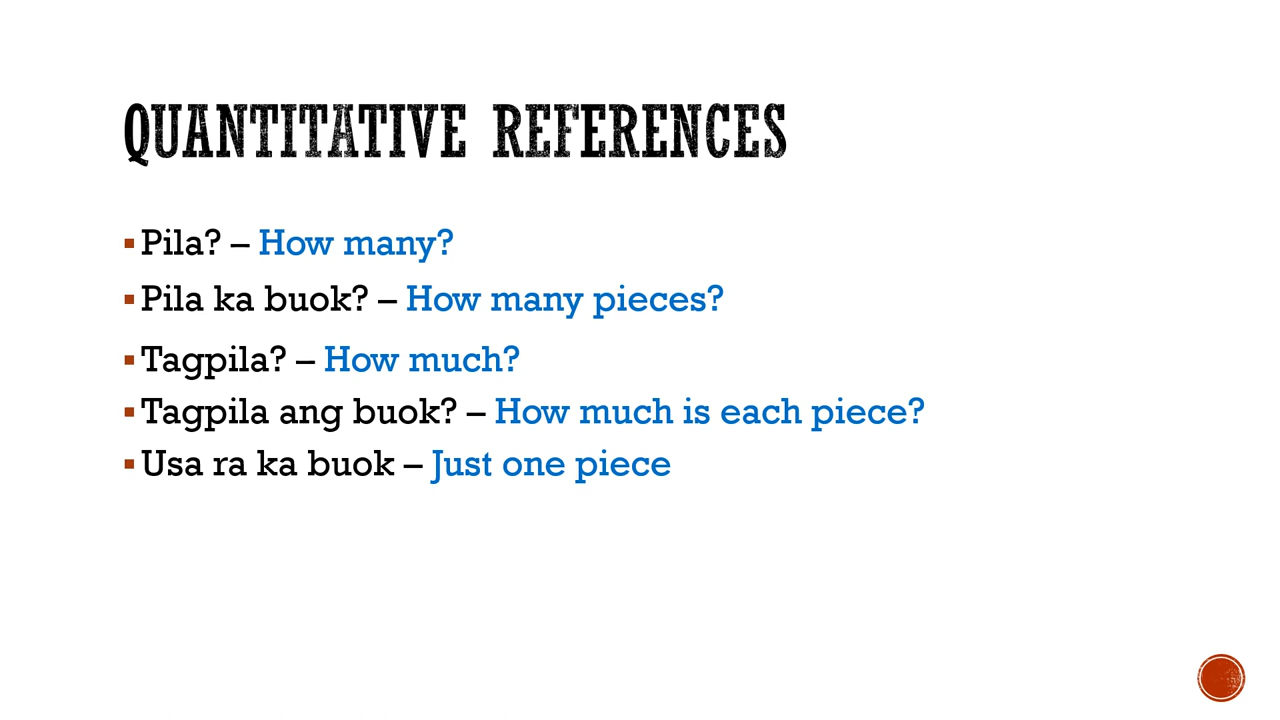 QUANTITATIVE REFERENCES
▪ Pila? – How many?
▪ Pila ka buok? – How many pieces?
▪ Tagpila? – How much?
▪ Tagpila ang buok? – How much is each piece?
▪ Usa ra ka buok – Just one piece